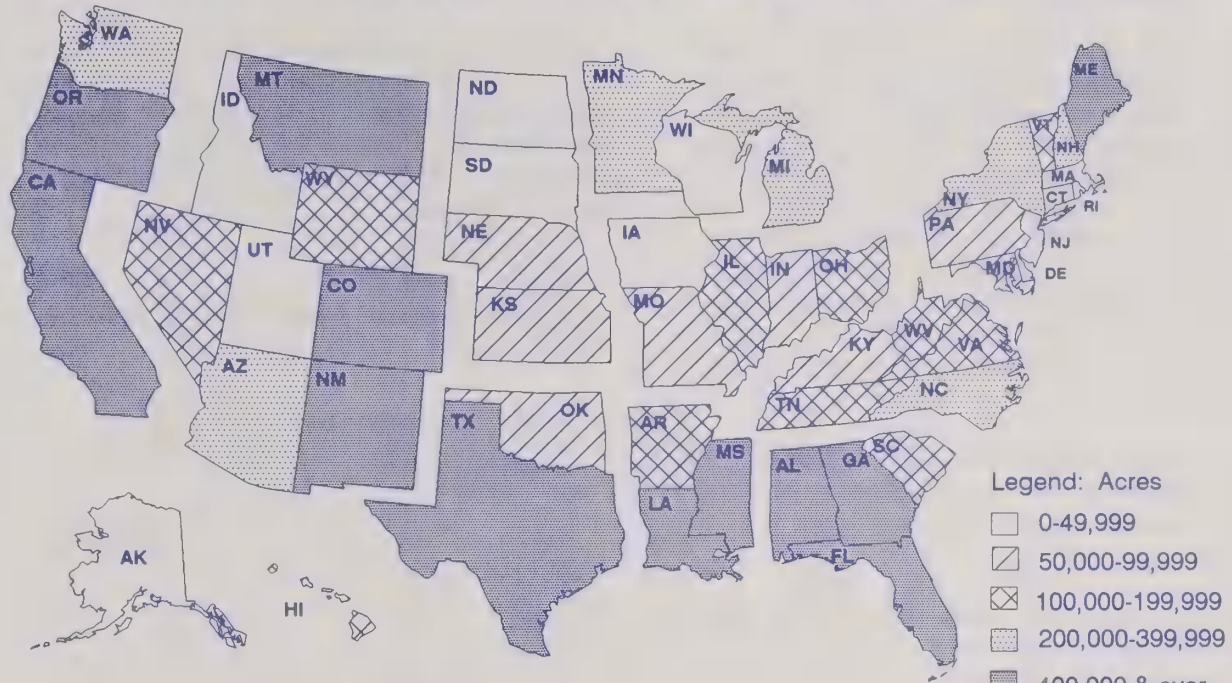 WA
MT
ND
MN
ME
OR
ID
WI
VT
NH
SD
MI
MA
CA
WY
NY
CT
RI
NV
NE
IA
PA
NJ
UT
IL
IN
OH
MD
DE
CO
KS
MO
WV
VA
KY
AZ
NM
NC
TN
TX
OK
AR
MS
AL
GA
SC
LA
FL
AK
HI
Legend: Acres
0-49,999
50,000-99,999
100,000-199,999
200,000-399,999
& over